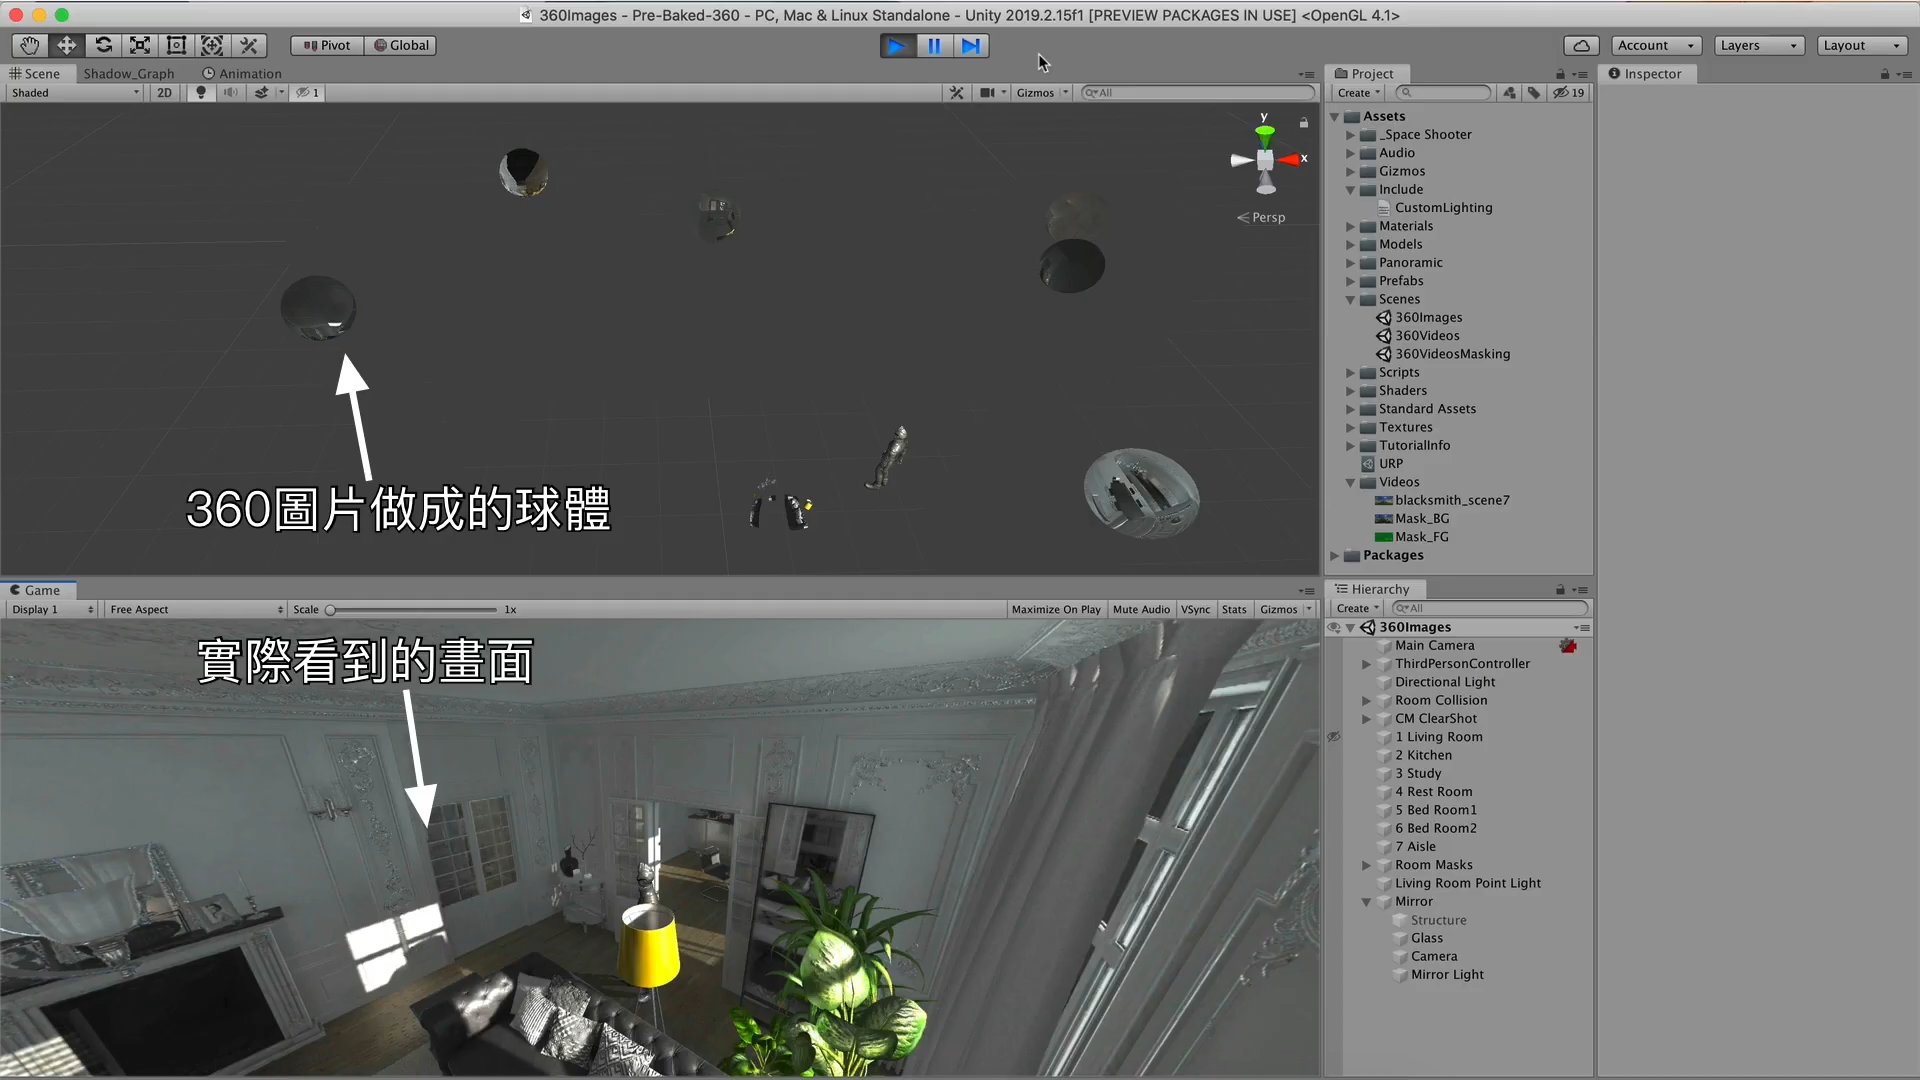 360Images - Pre-Baked-360 - PC, Mac & Linux Standalone - Unity 2019.2.15f1 [PREVIEW PACKAGES IN USE] <OpenGL 4.1>
Pivot
Global
Account
Layers
Layout
Scene
Shadow_Graph
Animation
Shaded
2D
1
Gizmos
All
y
x
Persp
360圖片做成的球體
Game
Display 1
Free Aspect
Scale
1x
Maximize On Play
Mute Audio
VSync
Stats
Gizmos
實際看到的畫面
Project
Create
19
Assets
_Space Shooter
Audio
Gizmos
Include
CustomLighting
Materials
Models
Panoramic
Prefabs
Scenes
360Images
360Videos
360VideosMasking
Scripts
Shaders
Standard Assets
Textures
TutorialInfo
URP
Videos
blacksmith_scene7
Mask_BG
Mask_FG
Packages
Hierarchy
Create
All
360Images
Main Camera
ThirdPersonController
Directional Light
Room Collision
CM ClearShot
1 Living Room
2 Kitchen
3 Study
4 Rest Room
5 Bed Room1
6 Bed Room2
7 Aisle
Room Masks
Living Room Point Light
Mirror
Structure
Glass
Camera
Mirror Light
Inspector